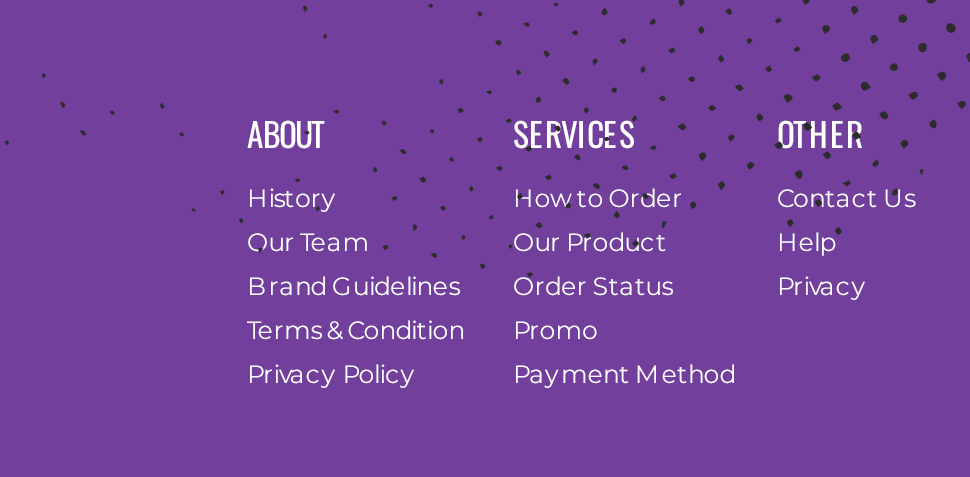 ABOUT
History
Our Team
Brand Guidelines
Terms & Condition
Privacy Policy
SERVICES
How to Order
Our Product
Order Status
Promo
Payment Method
OTHER
Contact Us
Help
Privacy